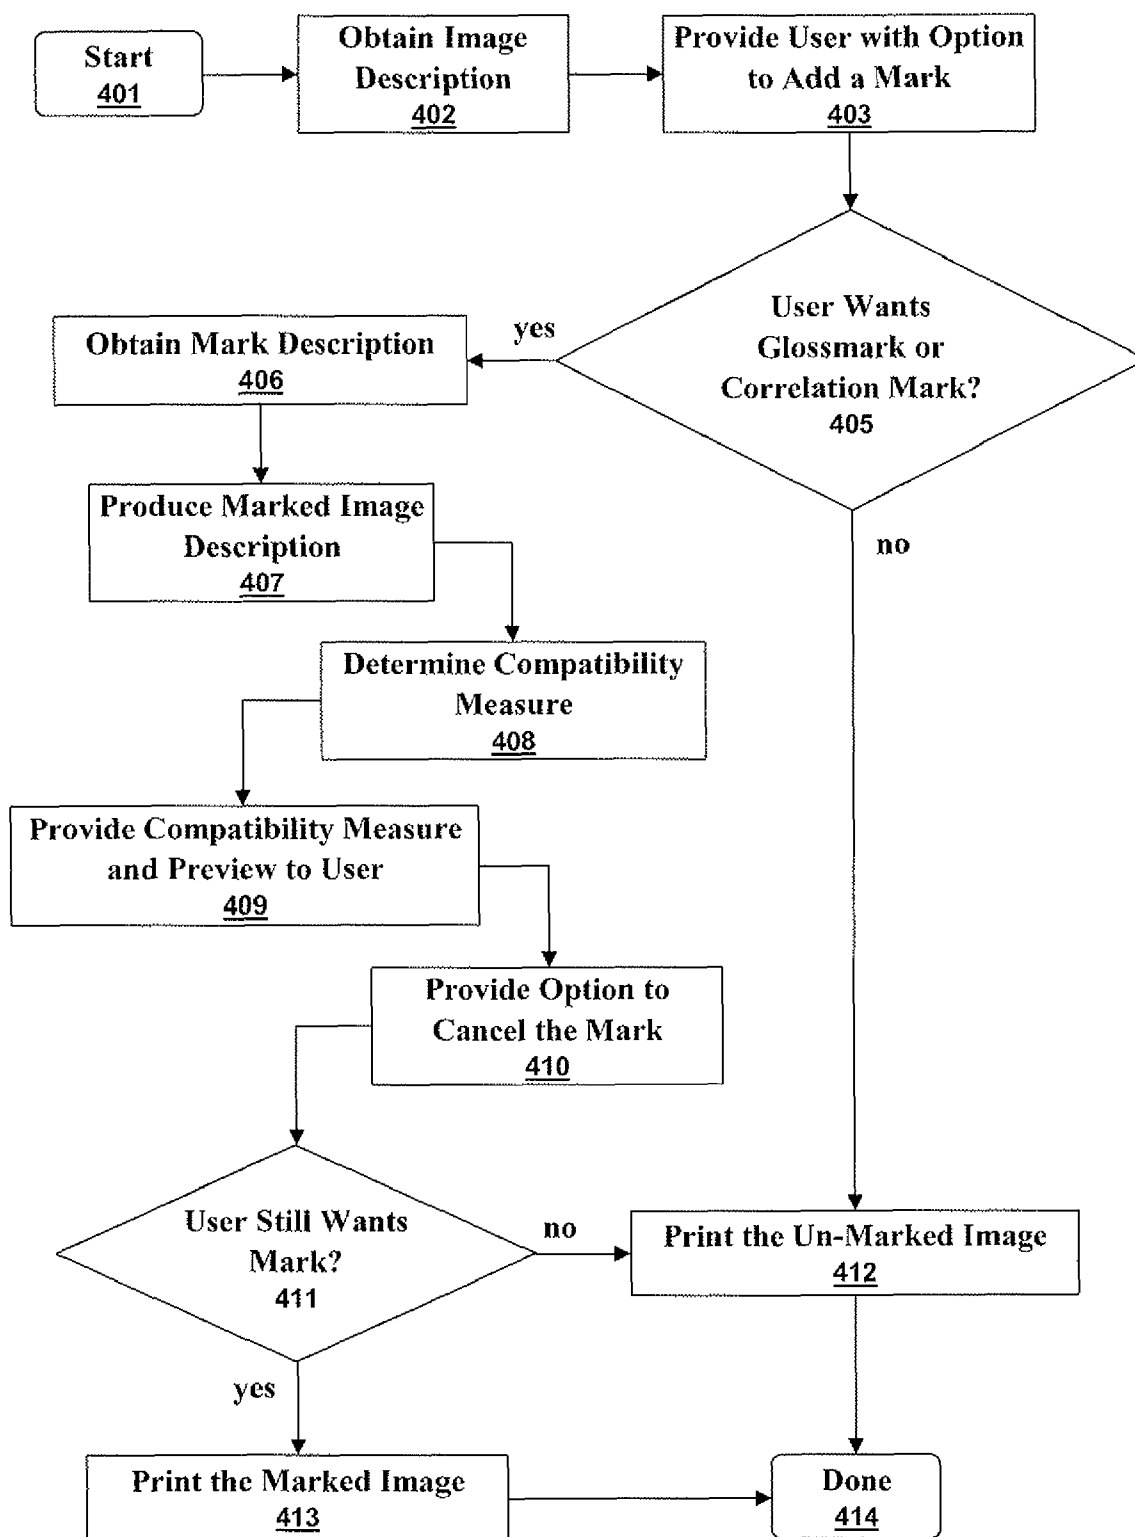 Start
401
Obtain Image
Description
402
Provide User with Option
to Add a Mark
403
User Wants
Glossmark or
Correlation Mark?
405
yes
no
Obtain Mark Description
406
Produce Marked Image
Description
407
Determine Compatibility
Measure
408
Provide Compatibility Measure
and Preview to User
409
Provide Option to
Cancel the Mark
410
User Still Wants
Mark?
411
no
yes
Print the Un-Marked Image
412
Print the Marked Image
413
Done
414